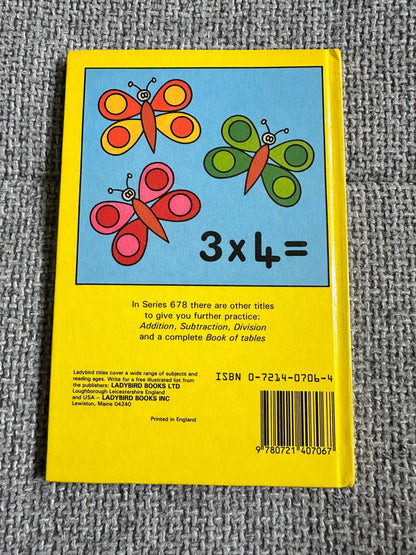 3x4=
In Series 678 there are other titles
to give you further practice:
Addition, Subtraction, Division
and a complete Book of tables
Ladybird titles cover a wide range of subjects and
reading ages. Write for a free illustrated list from
the publishers: LADYBIRD BOOKS LTD
Loughborough Leicestershire England
and USA – LADYBIRD BOOKS INC
Lewiston, Maine 04240
Printed in England
ISBN 0-7214-0706-4
9 780721 407067